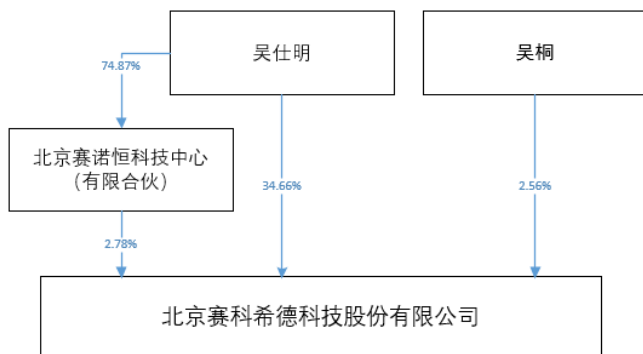 吴仕明
吴桐
74.87%
北京赛诺恒科技中心
（有限合伙）
34.66%
2.56%
2.78%
北京赛科希德科技股份有限公司